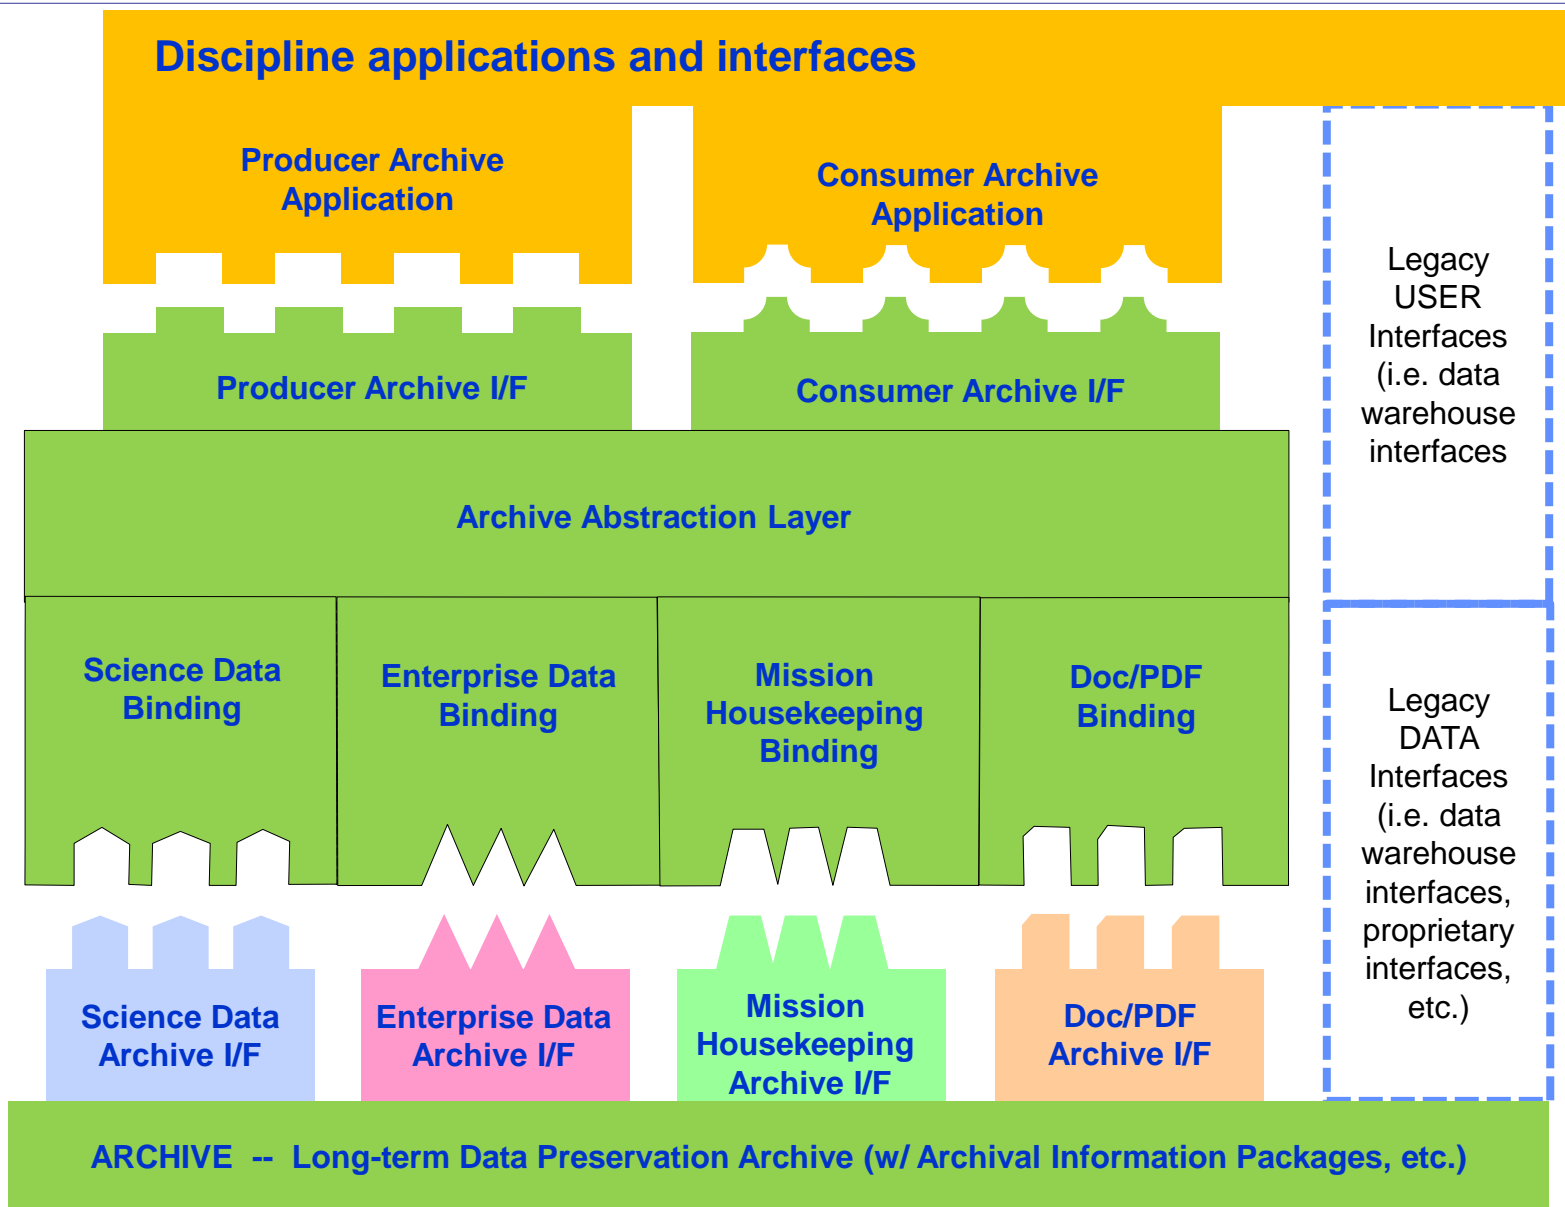 Discipline applications and interfaces
Producer Archive
Application
Consumer Archive
Application
Producer Archive I/F
Consumer Archive I/F
Archive Abstraction Layer
Science Data
Binding
Enterprise Data
Binding
Mission
Housekeeping
Binding
Doc/PDF
Binding
Science Data
Archive I/F
Enterprise Data
Archive I/F
Mission
Housekeeping
Archive I/F
Doc/PDF
Archive I/F
ARCHIVE -- Long-term Data Preservation Archive (w/ Archival Information Packages, etc.)
Legacy
USER
Interfaces
(i.e. data
warehouse
interfaces
Legacy
DATA
Interfaces
(i.e. data
warehouse
interfaces,
proprietary
interfaces,
etc.)